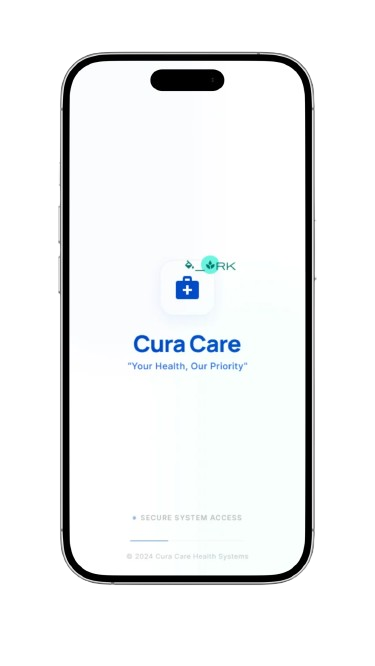 Cura Care
"Your Health, Our Priority"
SECURE SYSTEM ACCESS
© 2024 Cura Care Health Systems